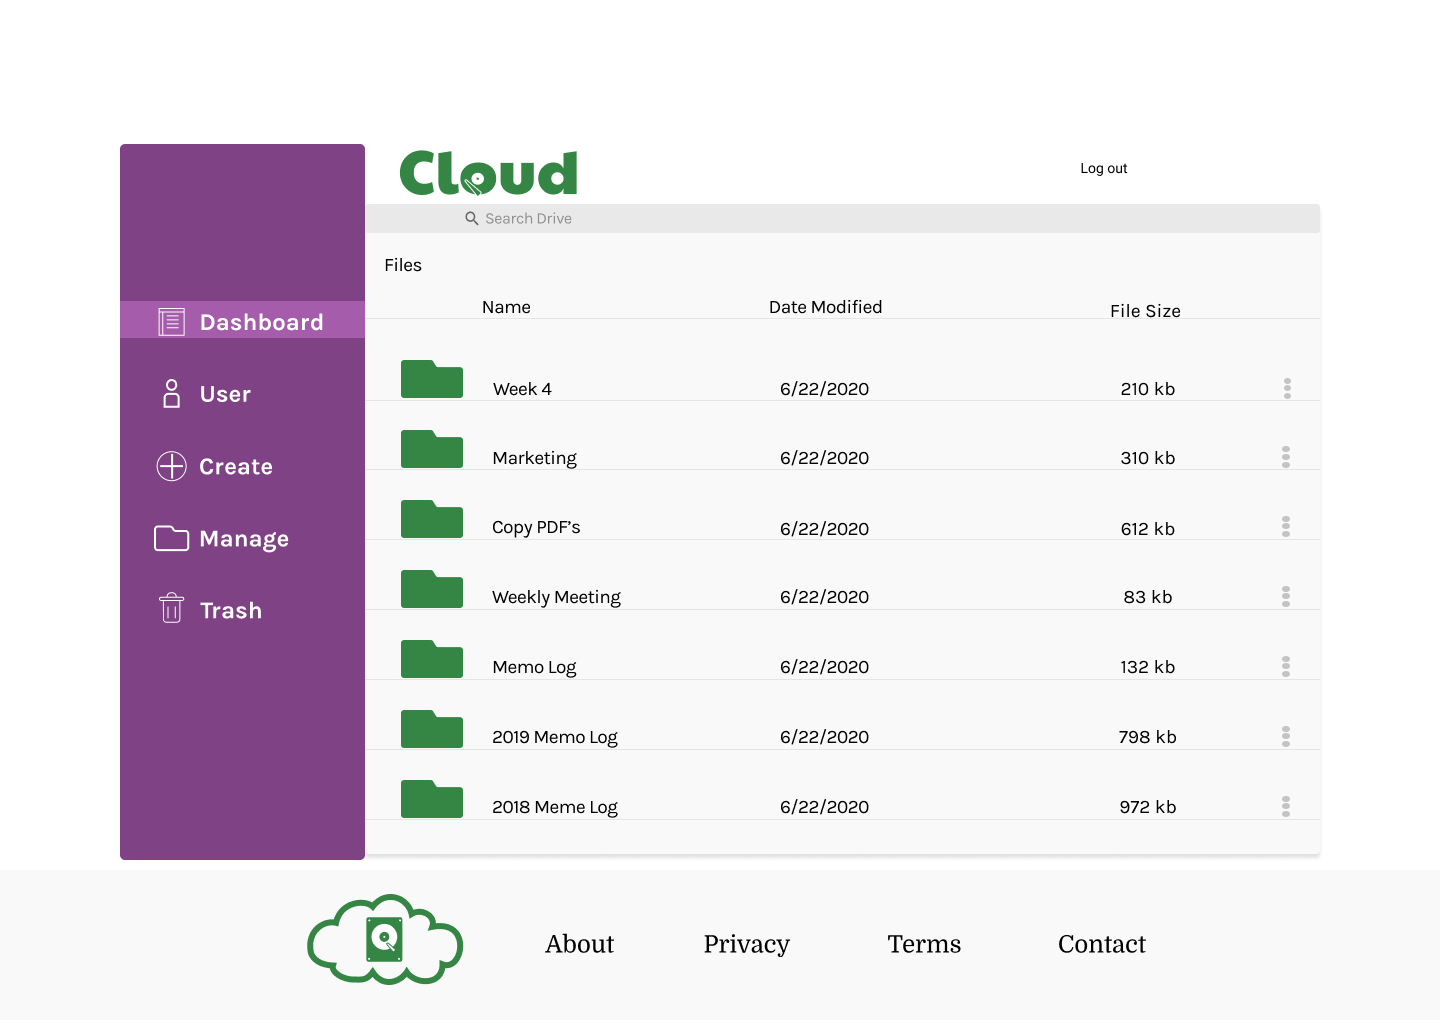 Cloud
Log out
Search Drive
Files
Name Date Modified File Size
Dashboard
User
Create
Manage
Trash
Week 4 6/22/2020 210 kb
Marketing 6/22/2020 310 kb
Copy PDF’s 6/22/2020 612 kb
Weekly Meeting 6/22/2020 83 kb
Memo Log 6/22/2020 132 kb
2019 Memo Log 6/22/2020 798 kb
2018 Meme Log 6/22/2020 972 kb
About Privacy Terms Contact